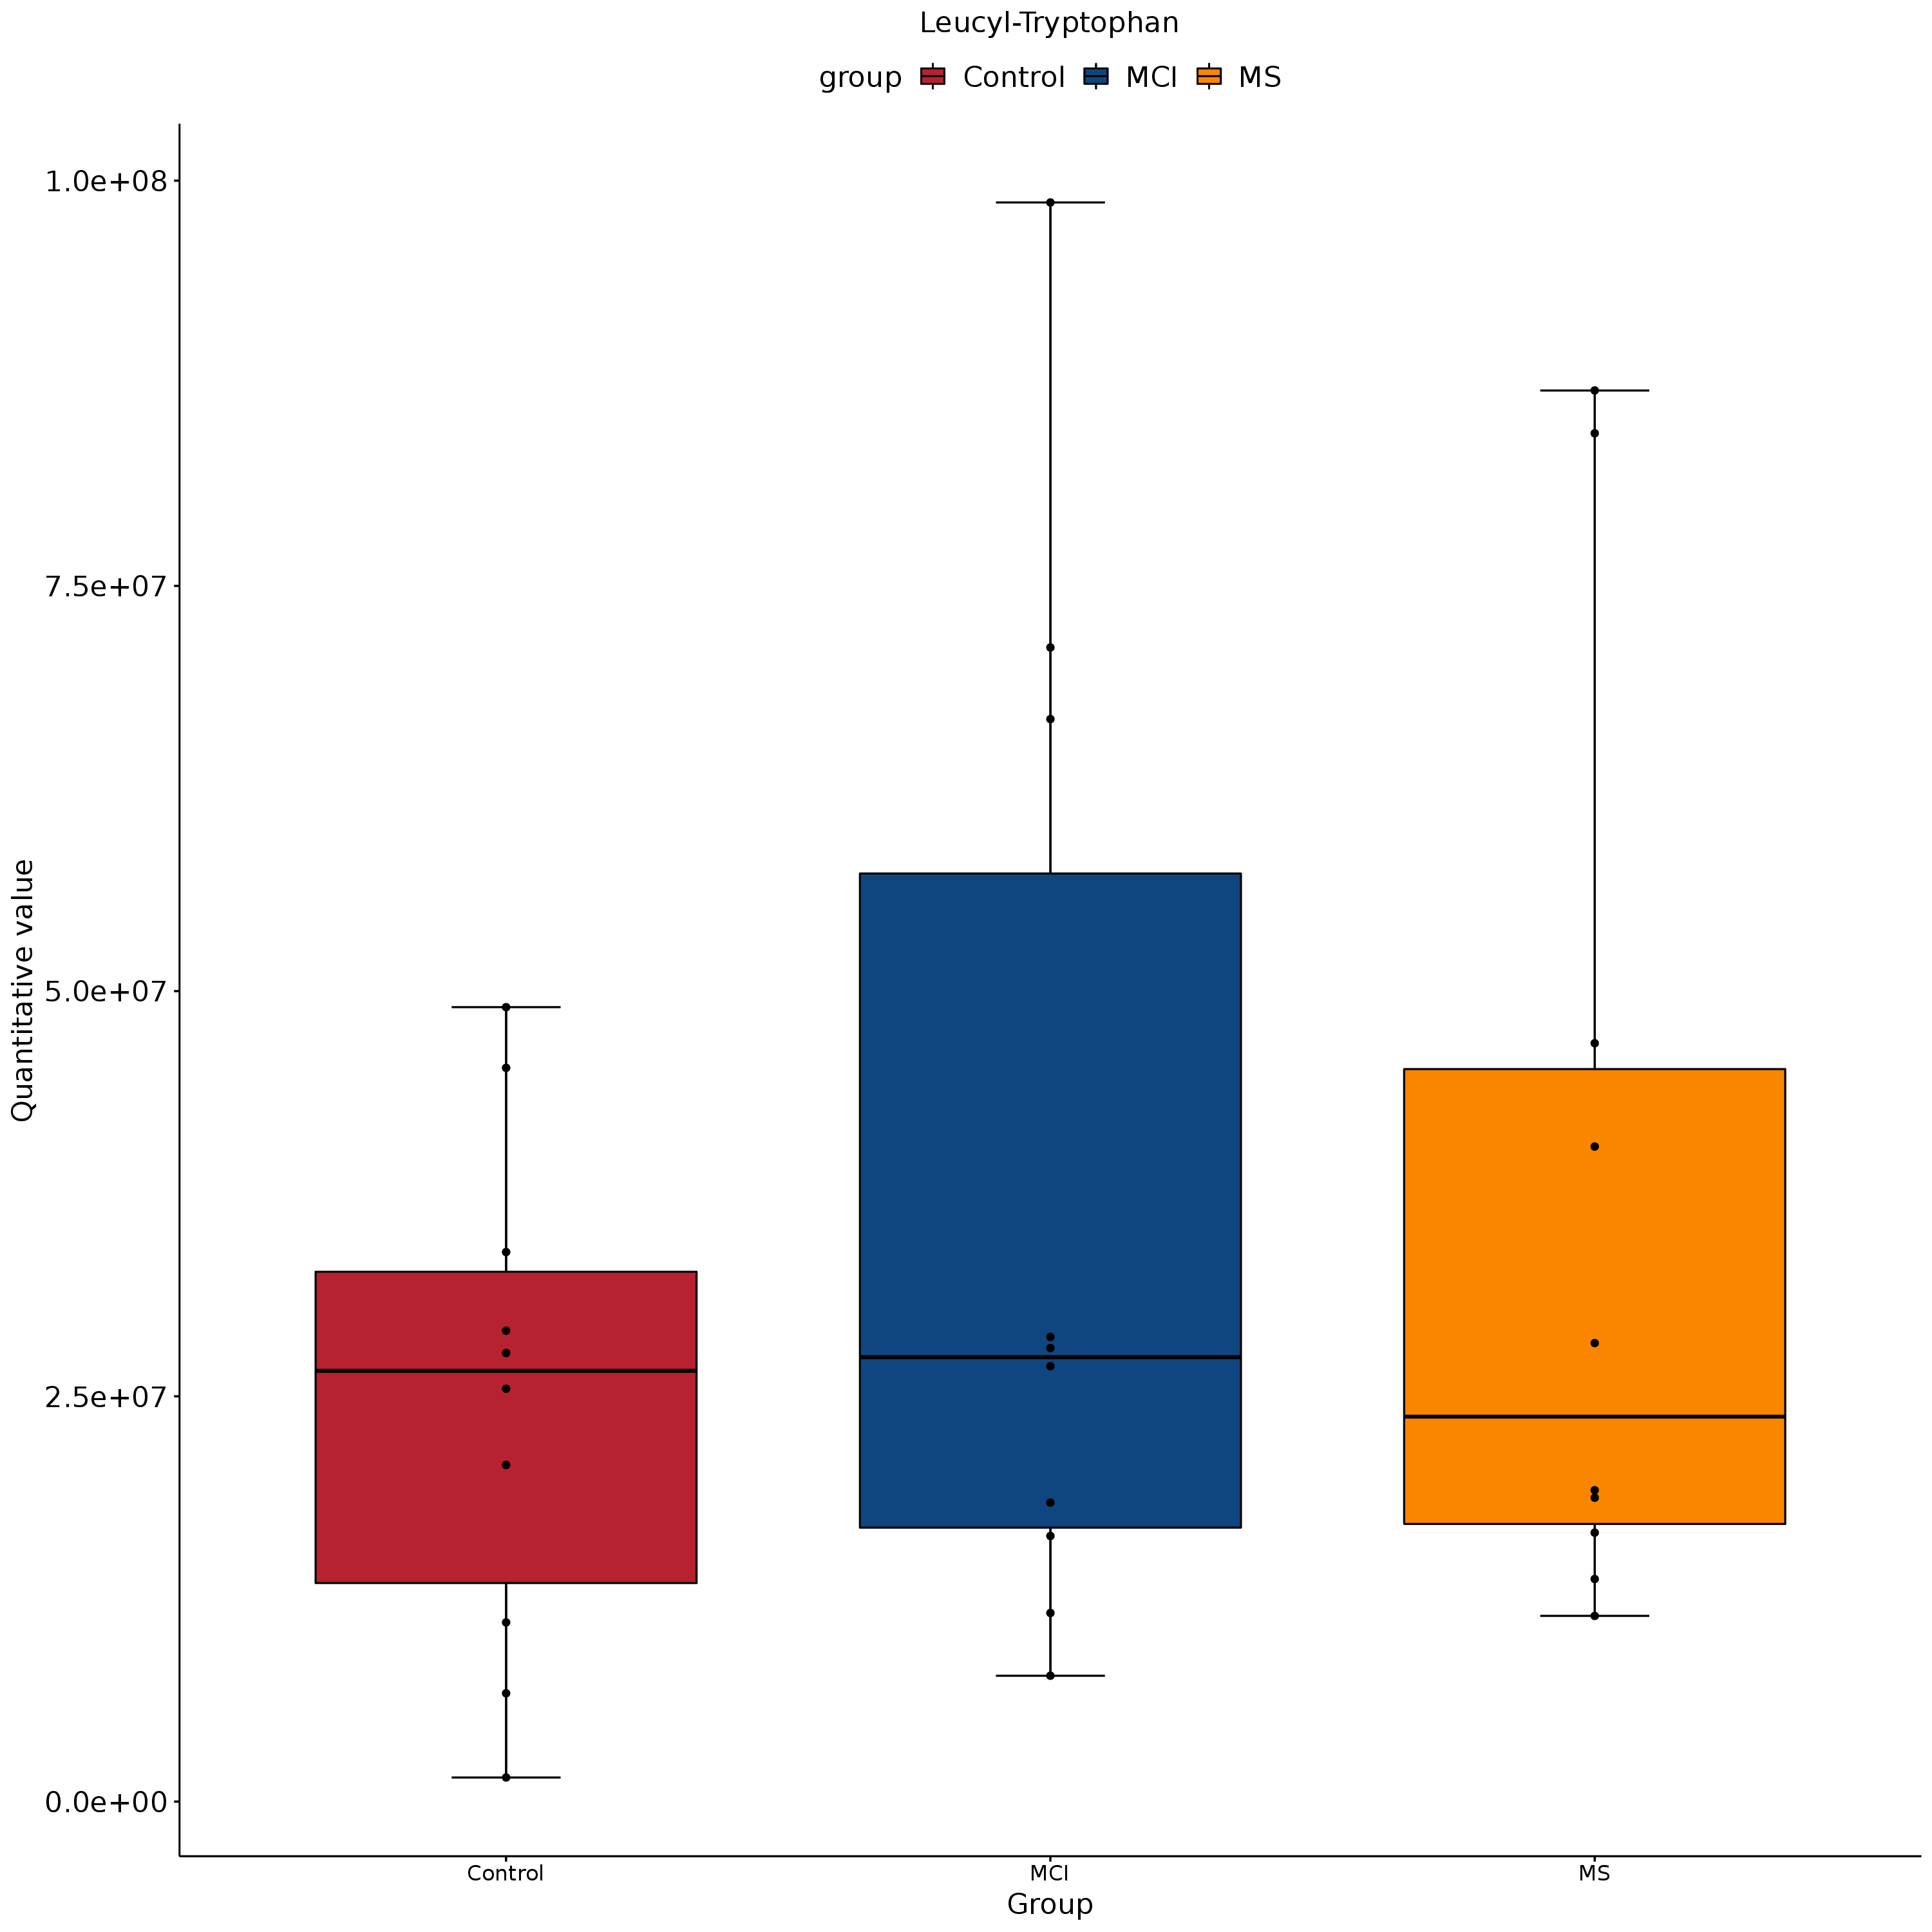 Leucyl-Tryptophan
group Control MCI MS
1.0e+08
7.5e+07
5.0e+07
2.5e+07
0.0e+00
Quantitative value
Control MCI MS
Group